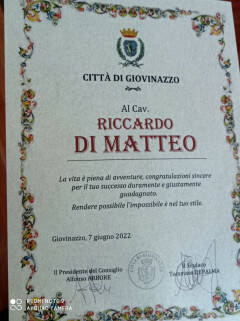 CITTÀ DI GIOVINAZZO
Al Cav.
RICCARDO
DI MATTEO
La vita è piena di avventure, congratulazioni sincere
per il tuo successo duramente e giustamente
guadagnato.
Rendere possibile l'impossibile è nel tuo stile.
Giovinazzo, 7 giugno 2022
Il Presidente del Consiglio
Alfonso ARBORE
Il Sindaco
Tommaso DEPALMA
REDMI NOTE 9
AI QUAD CAMERA